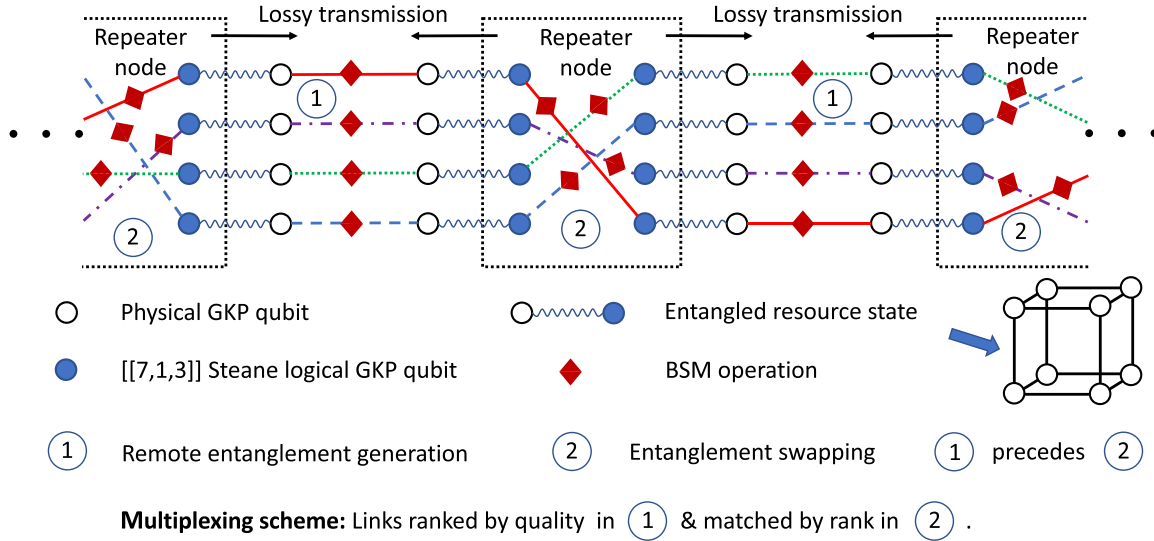 Lossy transmission
Lossy transmission
Repeater node
Repeater node
Repeater node
1
1
2
2
2
Physical GKP qubit
Entangled resource state
[[7,1,3]] Steane logical GKP qubit
BSM operation
1 Remote entanglement generation
2 Entanglement swapping
1 precedes 2
Multiplexing scheme: Links ranked by quality in 1 & matched by rank in 2 .